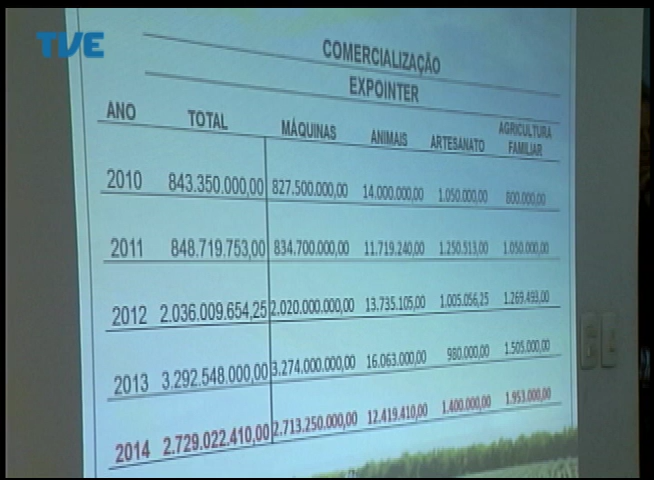 TVE
COMERCIALIZAÇÃO
EXPOINTER
ANO TOTAL MÁQUINAS ANIMAIS ARTESANATO AGRICULTURA FAMILIAR
2010 843.350.000,00 827.500.000,00 14.000.000,00 1.050.000,00 800.000,00
2011 848.719.753,00 834.700.000,00 11.719.240,00 1.250.513,00 1.050.000,00
2012 2.036.009.654,25 2.020.000.000,00 13.735.105,00 1.005.056,25 1.269.493,00
2013 3.292.548.000,00 3.274.000.000,00 16.063.000,00 980.000,00 1.505.000,00
2014 2.729.022.410,00 2.713.250.000,00 12.419.410,00 1.400.000,00 1.953.000,00